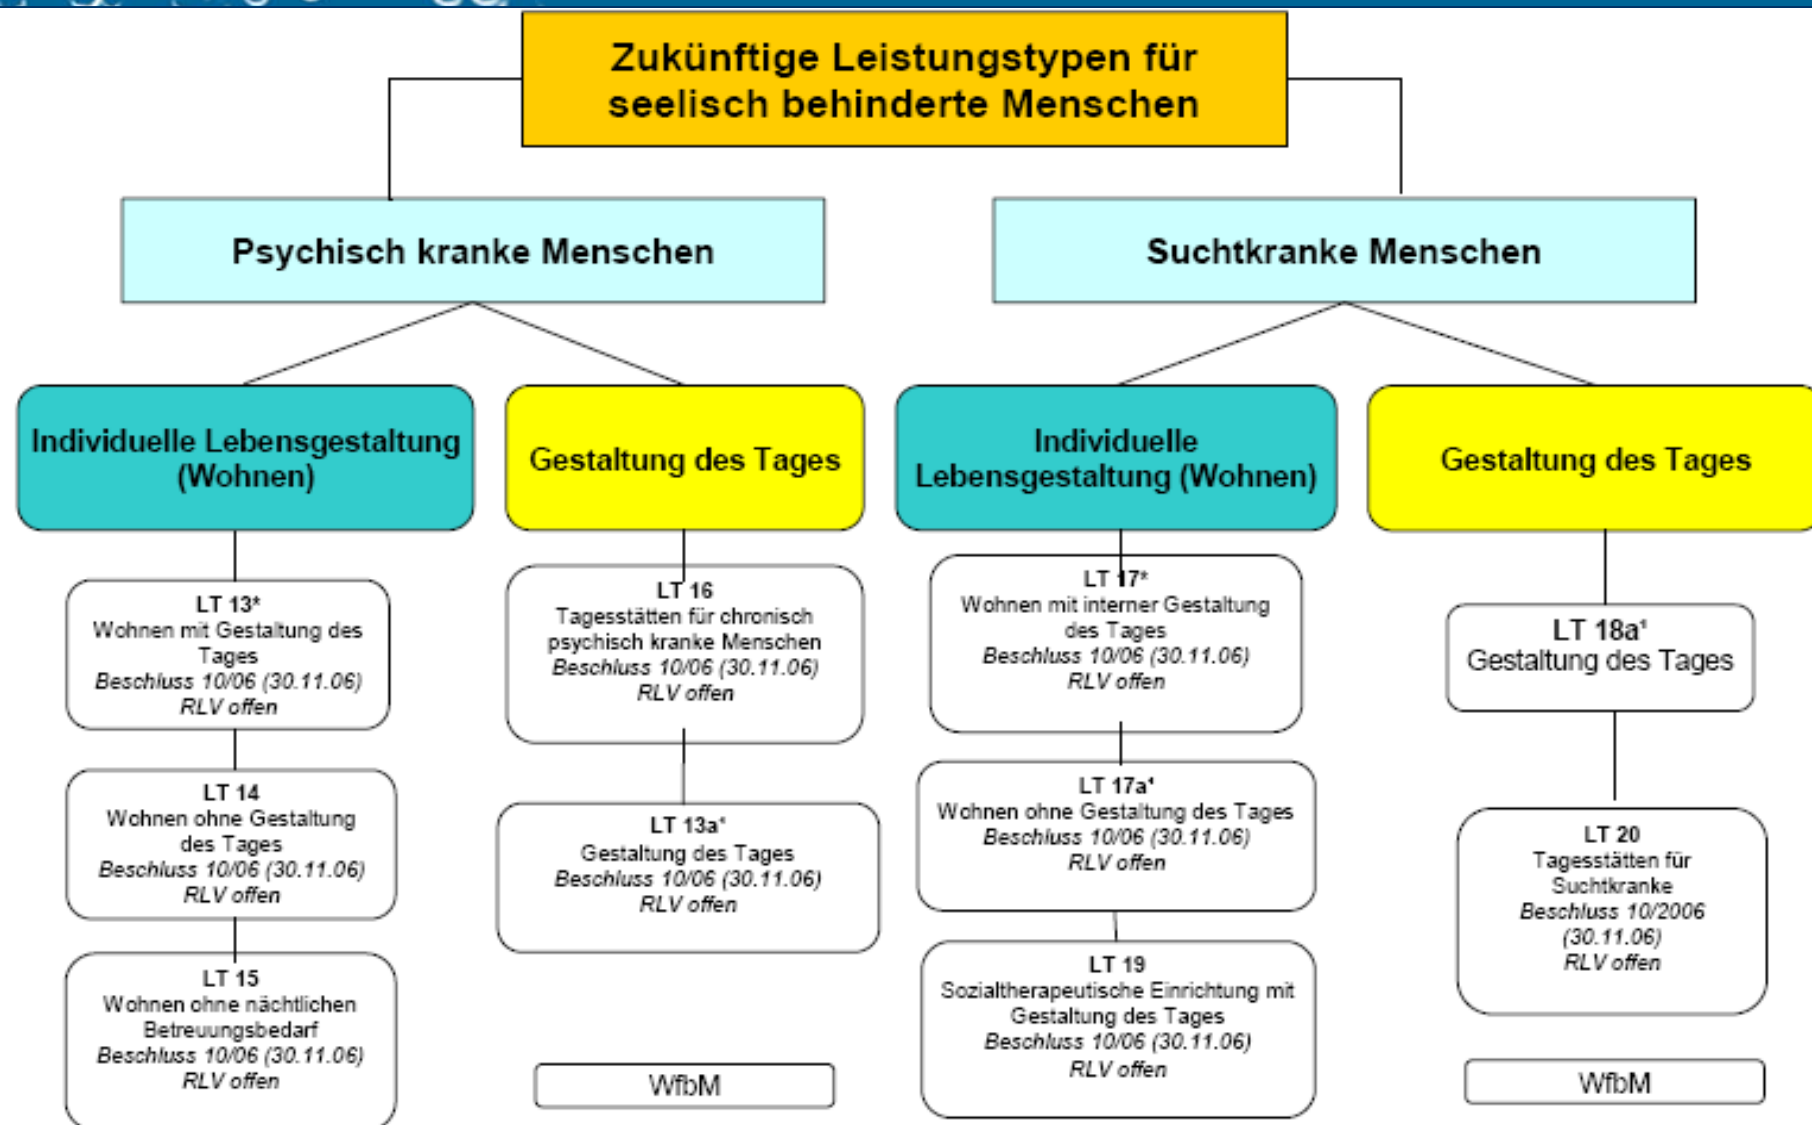 Zukünftige Leistungstypen für
seelisch behinderte Menschen
Psychisch kranke Menschen
Suchtkranke Menschen
Individuelle Lebensgestaltung
(Wohnen)
Gestaltung des Tages
Individuelle
Lebensgestaltung (Wohnen)
Gestaltung des Tages
LT 13*
Wohnen mit Gestaltung des
Tages
Beschluss 10/06 (30.11.06)
RLV offen
LT 14
Wohnen ohne Gestaltung
des Tages
Beschluss 10/06 (30.11.06)
RLV offen
LT 15
Wohnen ohne nächtlichen
Betreuungsbedarf
Beschluss 10/06 (30.11.06)
RLV offen
LT 16
Tagesstätten für chronisch
psychisch kranke Menschen
Beschluss 10/06 (30.11.06)
RLV offen
LT 13a¹
Gestaltung des Tages
Beschluss 10/06 (30.11.06)
RLV offen
WfbM
LT 17*
Wohnen mit interner Gestaltung
des Tages
Beschluss 10/06 (30.11.06)
RLV offen
LT 17a¹
Wohnen ohne Gestaltung des Tages
Beschluss 10/06 (30.11.06)
RLV offen
LT 19
Sozialtherapeutische Einrichtung mit
Gestaltung des Tages
Beschluss 10/06 (30.11.06)
RLV offen
LT 18a¹
Gestaltung des Tages
LT 20
Tagesstätten für
Suchtkranke
Beschluss 10/2006
(30.11.06)
RLV offen
WfbM